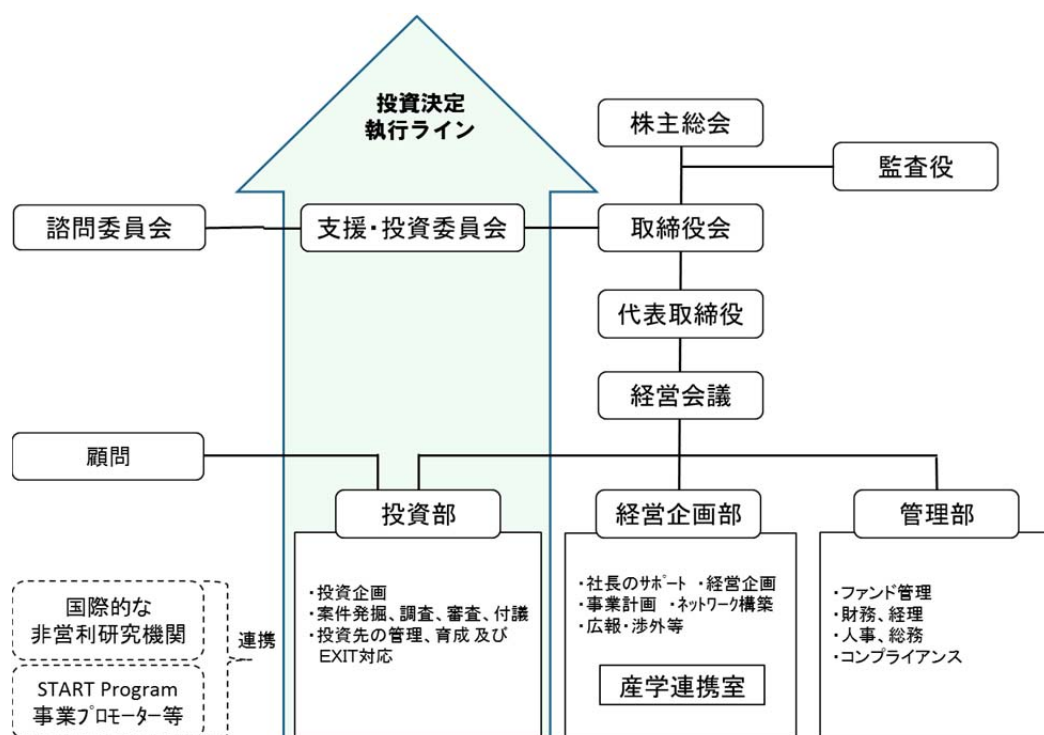 投資決定
執行ライン
株主総会
監査役
諮問委員会
支援・投資委員会
取締役会
代表取締役
経営会議
顧問
投資部
経営企画部
管理部
・投資企画
・案件発掘、調査、審査、付議
・投資先の管理、育成 及び
EXIT対応
・社長のサポート ・経営企画
・事業計画 ・ネットワーク構築
・広報・渉外等
産学連携室
・ファンド管理
・財務、経理
・人事、総務
・コンプライアンス
国際的な
非営利研究機関
連携
START Program
事業プロモーター等